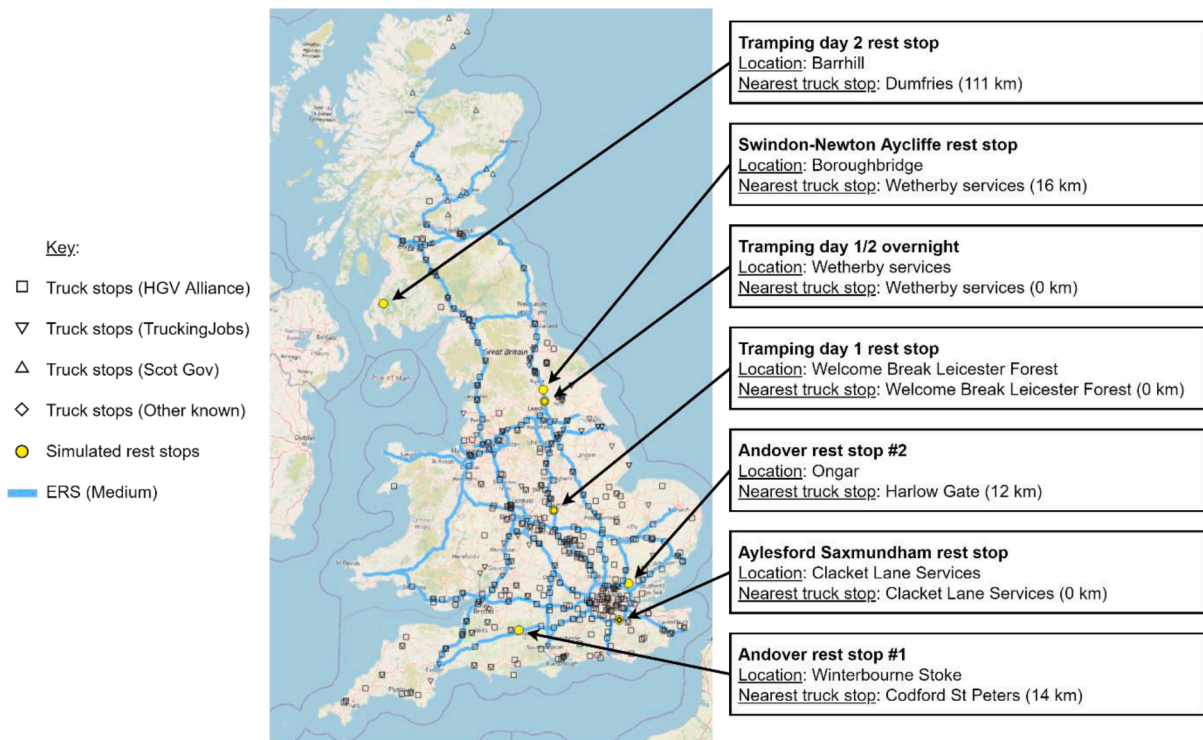 Key:
Truck stops (HGV Alliance)
Truck stops (TruckingJobs)
Truck stops (Scot Gov)
Truck stops (Other known)
Simulated rest stops
ERS (Medium)
Great Britain
Isle of Man
Tramping day 2 rest stop
Location: Barrhill
Nearest truck stop: Dumfries (111 km)
Swindon-Newton Aycliffe rest stop
Location: Boroughbridge
Nearest truck stop: Wetherby services (16 km)
Tramping day 1/2 overnight
Location: Wetherby services
Nearest truck stop: Wetherby services (0 km)
Tramping day 1 rest stop
Location: Welcome Break Leicester Forest
Nearest truck stop: Welcome Break Leicester Forest (0 km)
Andover rest stop #2
Location: Ongar
Nearest truck stop: Harlow Gate (12 km)
Aylesford Saxmundham rest stop
Location: Clacket Lane Services
Nearest truck stop: Clacket Lane Services (0 km)
Andover rest stop #1
Location: Winterbourne Stoke
Nearest truck stop: Codford St Peters (14 km)